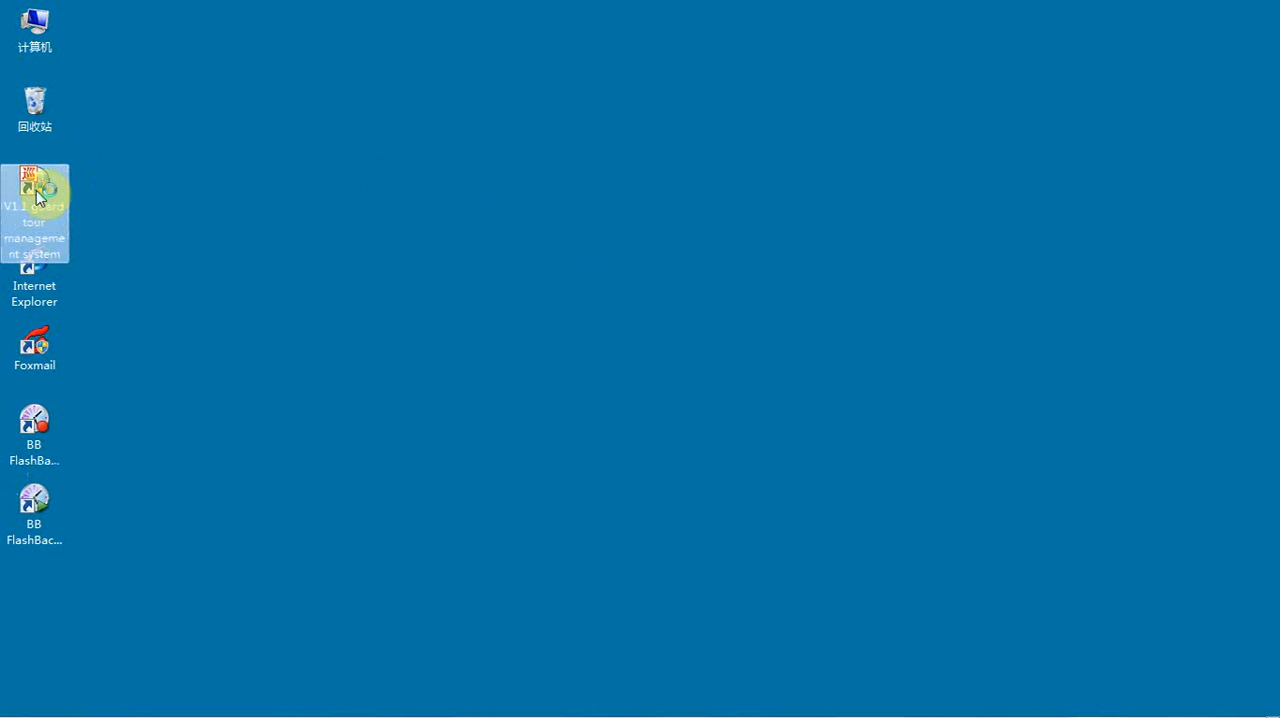 计算机
回收站
巡
V1.1 guard
tour
manageme
nt system
Internet
Explorer
Foxmail
BB
FlashBa...
BB
FlashBac...